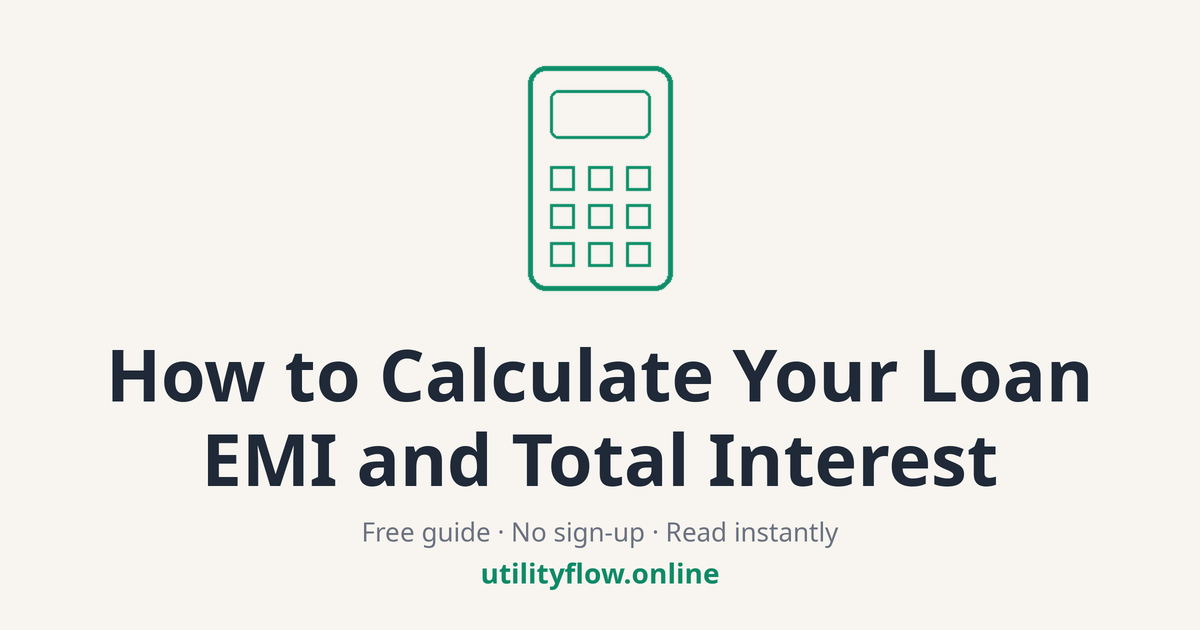 How to Calculate Your Loan
EMI and Total Interest
Free guide · No sign-up · Read instantly
utilityflow.online